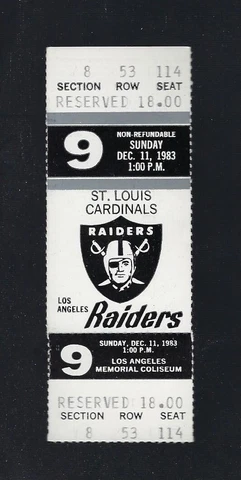 8 53 114
SECTION ROW SEAT
RESERVED 18.00
9
NON-REFUNDABLE
SUNDAY
DEC. 11, 1983
1:00 P.M.
ST. LOUIS
CARDINALS
RAIDERS
LOS
ANGELES
Raiders
9
SUNDAY, DEC. 11, 1983
1:00 P.M.
LOS ANGELES
MEMORIAL COLISEUM
RESERVED 18.00
SECTION ROW SEAT
8 53 114